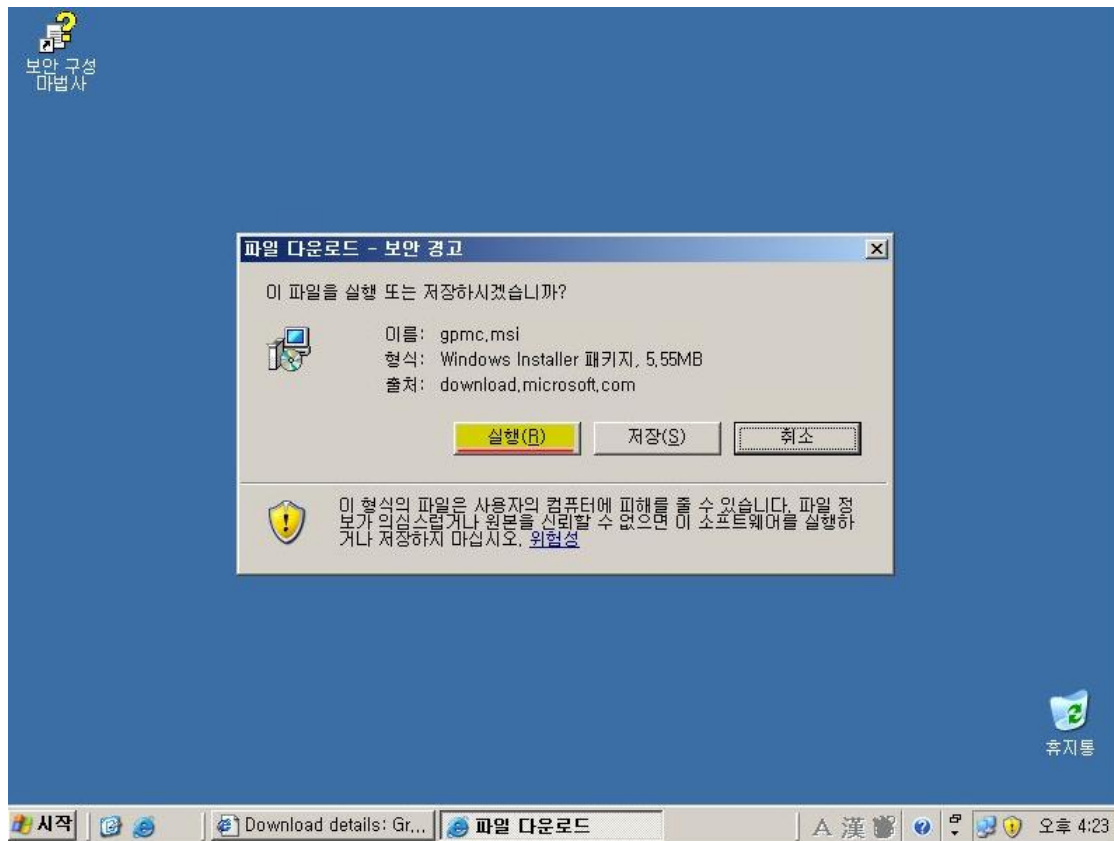 보안 구성
마법사
파일 다운로드 - 보안 경고
이 파일을 실행 또는 저장하시겠습니까?
이름: gpmc.msi
형식: Windows Installer 패키지, 5.55MB
출처: download.microsoft.com
실행(R) 저장(S) 취소
이 형식의 파일은 사용자의 컴퓨터에 피해를 줄 수 있습니다. 파일 정
보가 의심스럽거나 원본을 신뢰할 수 없으면 이 소프트웨어를 실행하
거나 저장하지 마십시오. 위험성
휴지통
시작 Download details: Gr... 파일 다운로드 A 漢 오후 4:23